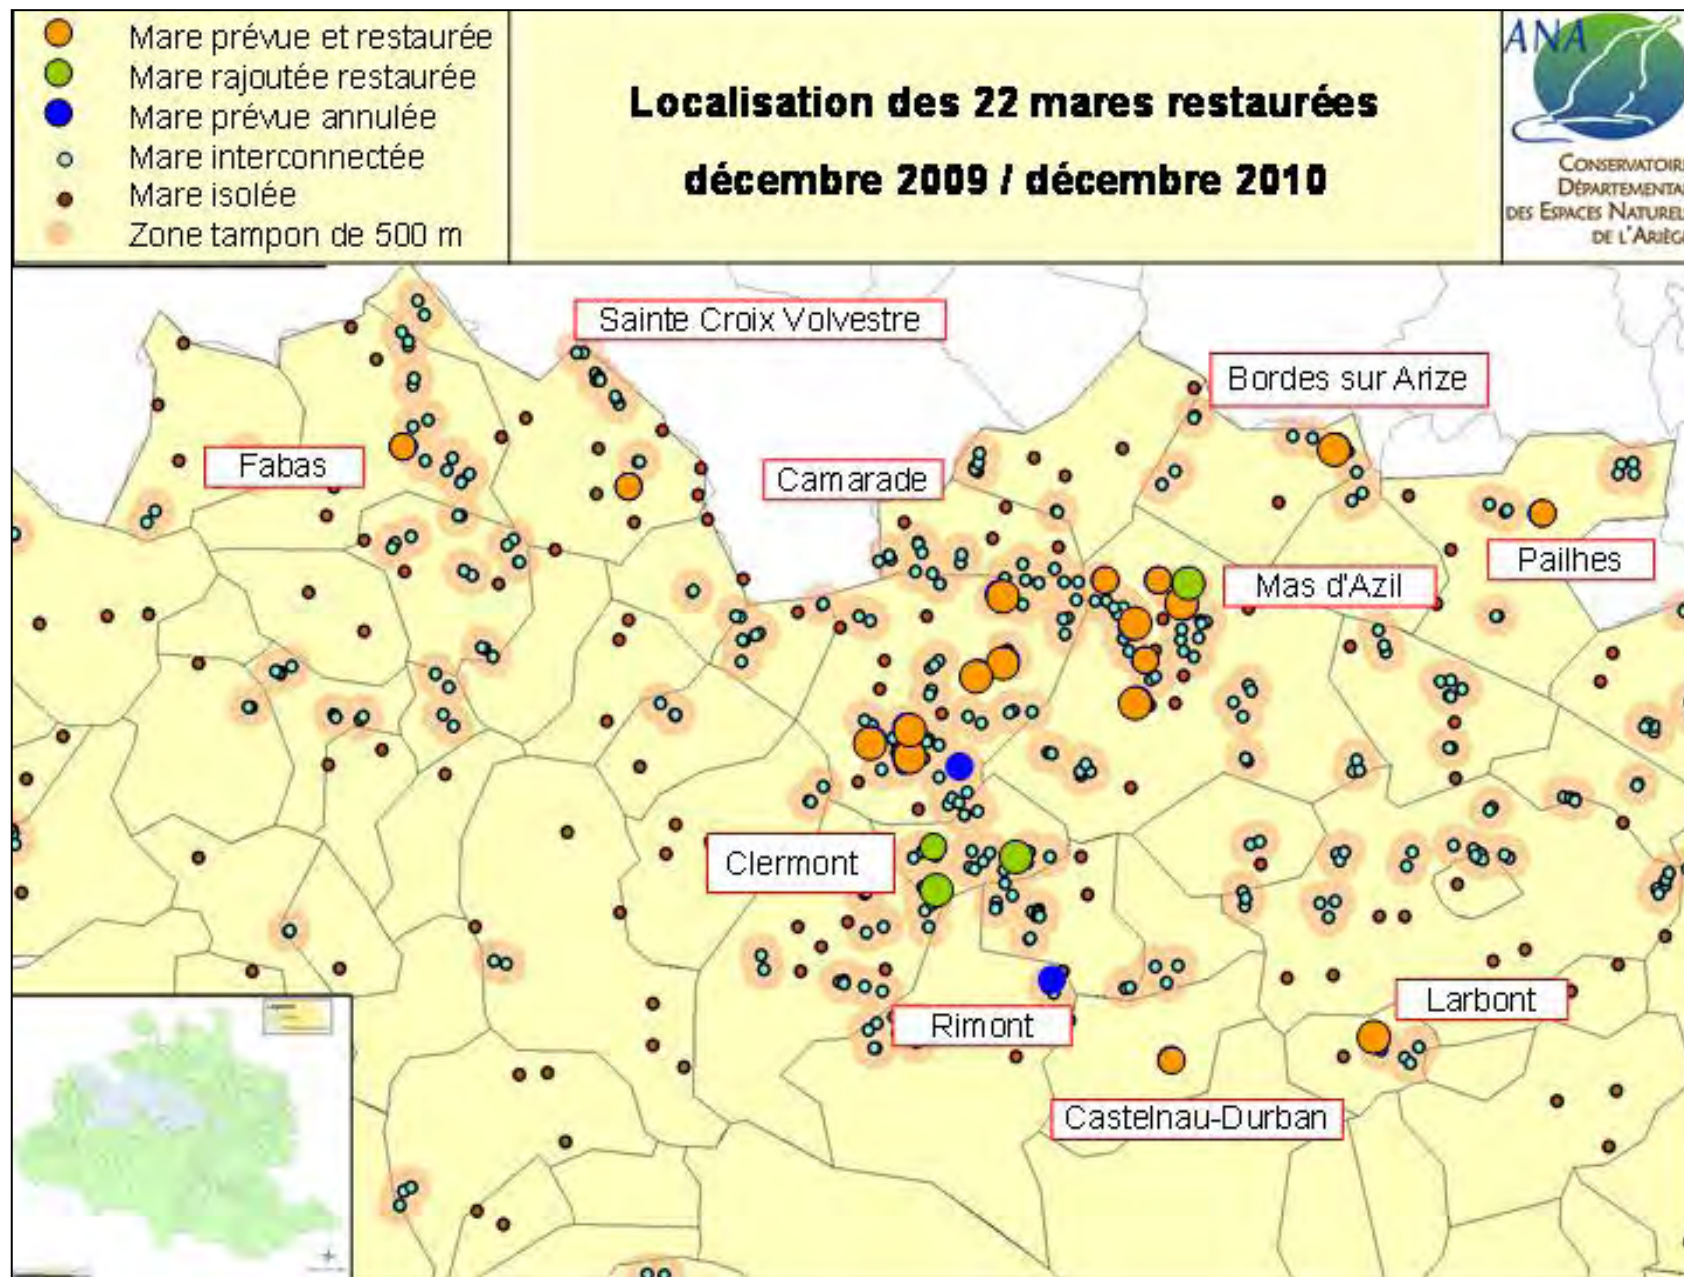 Mare prévue et restaurée
Mare rajoutée restaurée
Mare prévue annulée
Mare interconnectée
Mare isolée
Zone tampon de 500 m
Localisation des 22 mares restaurées
décembre 2009 / décembre 2010
ANA
CONSERVATOIR
DÉPARTEMENTA
DES ESPACES NATUREL
DE L'ARIÈG
Sainte Croix Volvestre
Bordes sur Arize
Fabas
Camarade
Pailhes
Mas d'Azil
Clermont
Larbont
Rimont
Castelnau-Durban